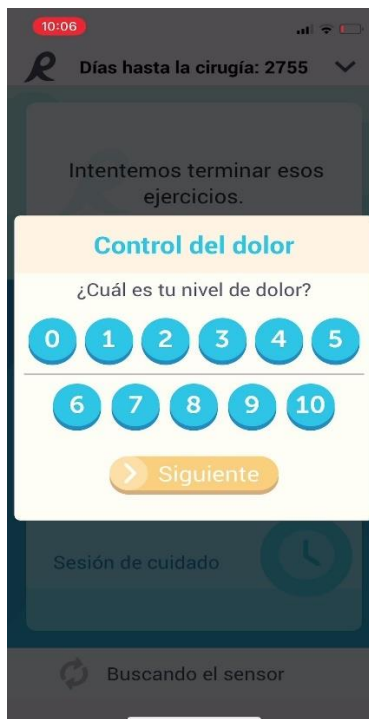 10:06
Días hasta la cirugía: 2755
Intentemos terminar esos
ejercicios.
Control del dolor
¿Cuál es tu nivel de dolor?
0 1 2 3 4 5
6 7 8 9 10
Siguiente
Sesión de cuidado
Buscando el sensor